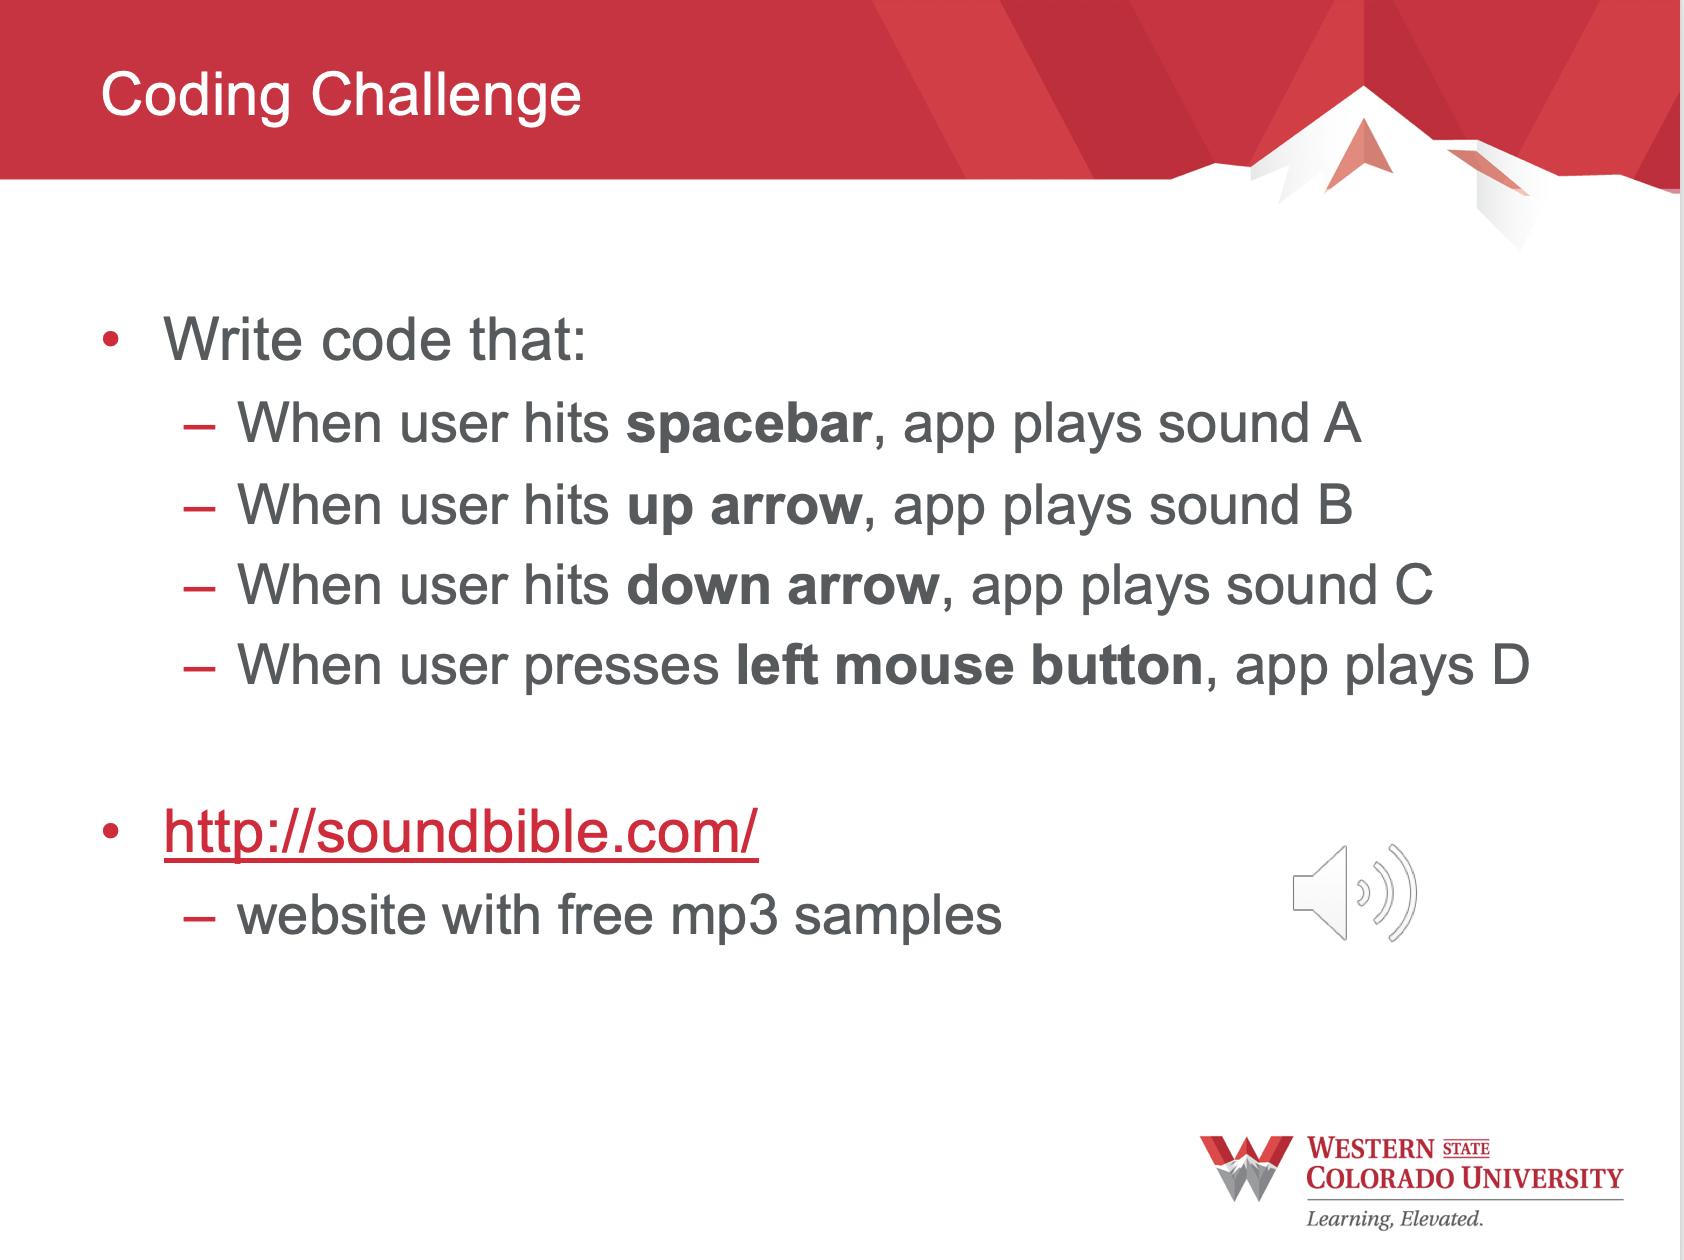 Coding Challenge
• Write code that:
– When user hits spacebar, app plays sound A
– When user hits up arrow, app plays sound B
– When user hits down arrow, app plays sound C
– When user presses left mouse button, app plays D
• http://soundbible.com/
– website with free mp3 samples
WESTERN STATE
COLORADO UNIVERSITY
Learning, Elevated.